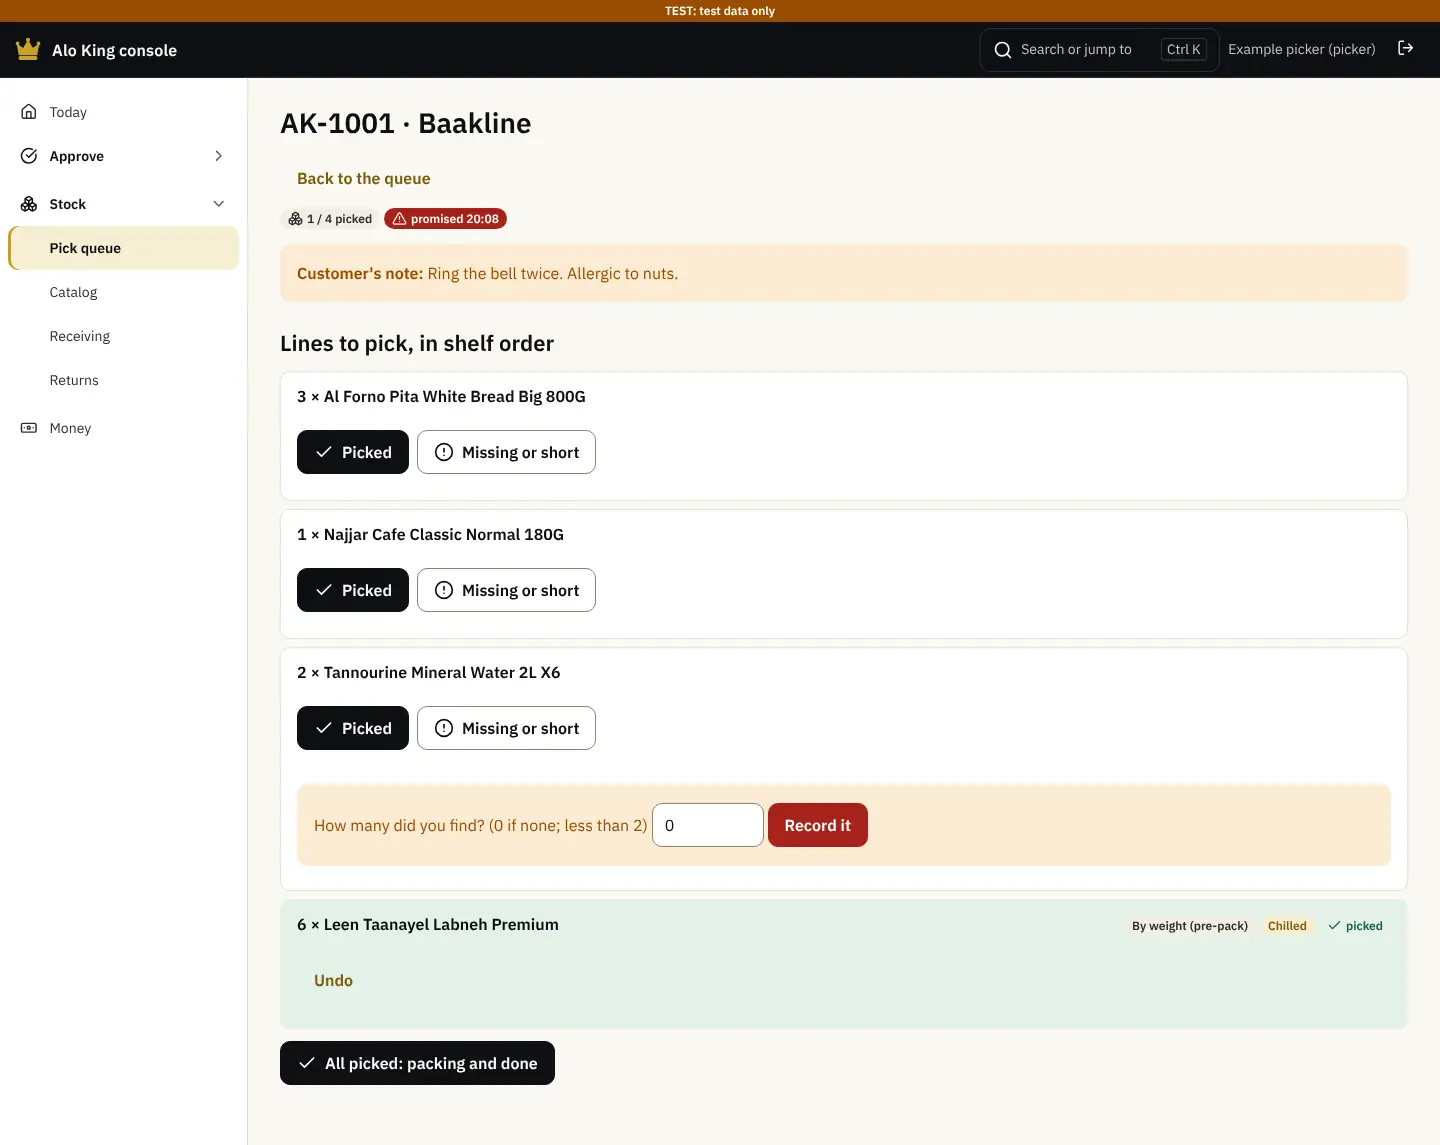 TEST: test data only
Alo King console
Search or jump to
Ctrl K
Example picker (picker)
Today
Approve
Stock
Pick queue
Catalog
Receiving
Returns
Money
AK-1001 · Baakline
Back to the queue
1 / 4 picked
promised 20:08
Customer's note: Ring the bell twice. Allergic to nuts.
Lines to pick, in shelf order
3 × Al Forno Pita White Bread Big 800G
Picked
Missing or short
1 × Najjar Cafe Classic Normal 180G
Picked
Missing or short
2 × Tannourine Mineral Water 2L X6
Picked
Missing or short
How many did you find? (0 if none; less than 2)
0
Record it
6 × Leen Taanayel Labneh Premium
By weight (pre-pack)
Chilled
picked
Undo
All picked: packing and done